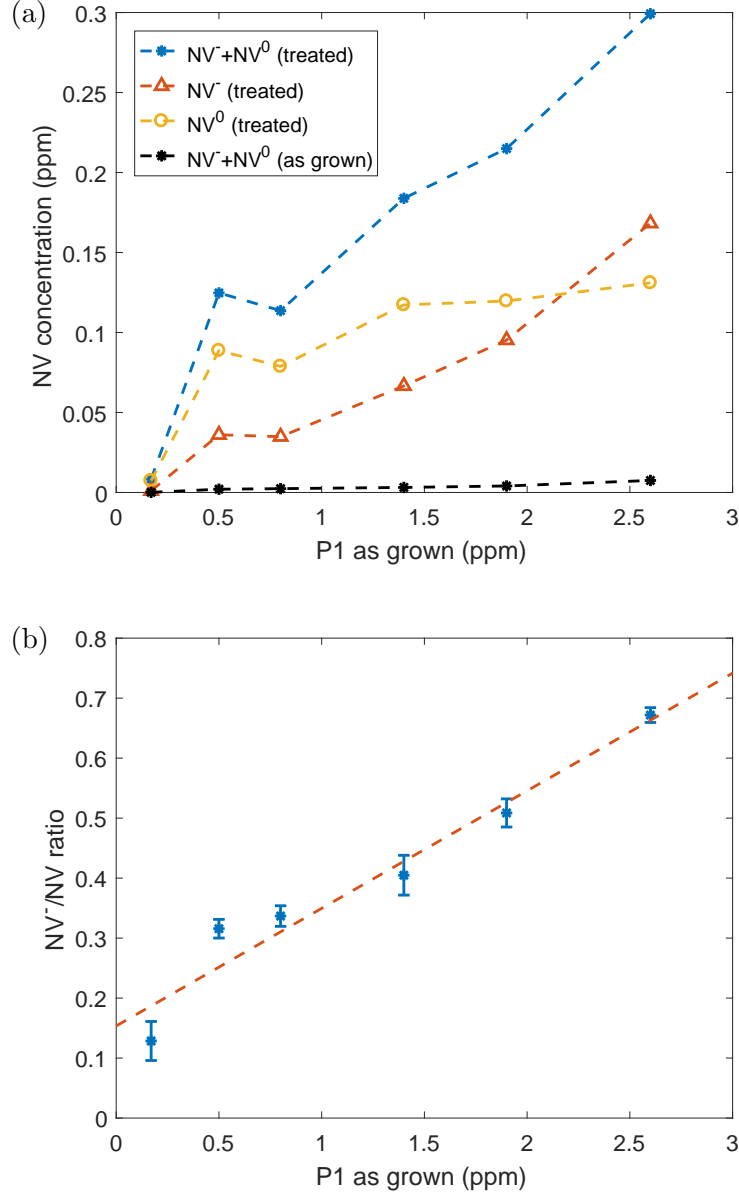 (a)
0.3
0.25
0.2
0.15
0.1
0.05
0
NV concentration (ppm)
NV⁻+NV⁰ (treated)
NV⁻ (treated)
NV⁰ (treated)
NV⁻+NV⁰ (as grown)
0 0.5 1 1.5 2 2.5 3
P1 as grown (ppm)
(b)
0.8
0.7
0.6
0.5
0.4
0.3
0.2
0.1
0
NV⁻/NV ratio
0 0.5 1 1.5 2 2.5 3
P1 as grown (ppm)